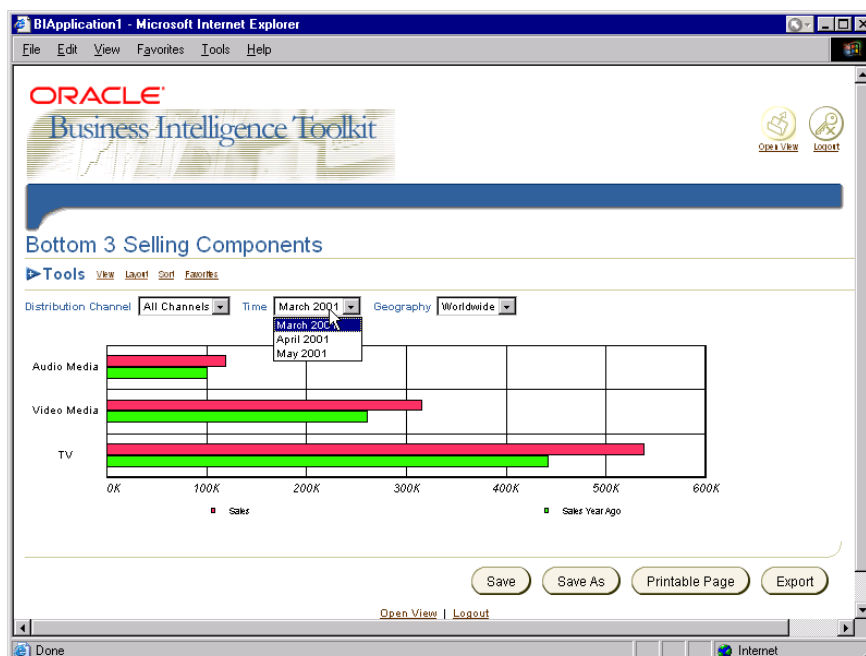 BIApplication1 - Microsoft Internet Explorer
File Edit View Favorites Tools Help
ORACLE®
Business Intelligence Toolkit
Open View Logout
Bottom 3 Selling Components
Tools View Layout Sort Favorites
Distribution Channel All Channels Time March 2001 Geography Worldwide
March 2001
April 2001
May 2001
Audio Media
Video Media
TV
0K 100K 200K 300K 400K 500K 600K
Sales Sales Year Ago
Save Save As Printable Page Export
Open View | Logout
Done Internet